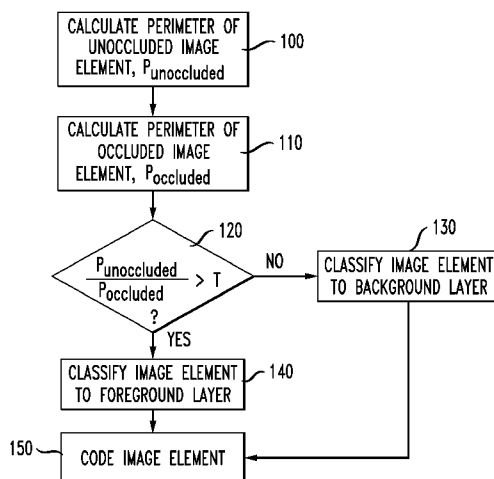 CALCULATE PERIMETER OF
UNOCCLUDED IMAGE
ELEMENT, Punoccluded
100
CALCULATE PERIMETER OF
OCCLUDED IMAGE
ELEMENT, Poccluded
110
120
Punoccluded
Poccluded
> T
?
NO
YES
130
CLASSIFY IMAGE ELEMENT
TO BACKGROUND LAYER
CLASSIFY IMAGE ELEMENT
TO FOREGROUND LAYER
140
150
CODE IMAGE ELEMENT